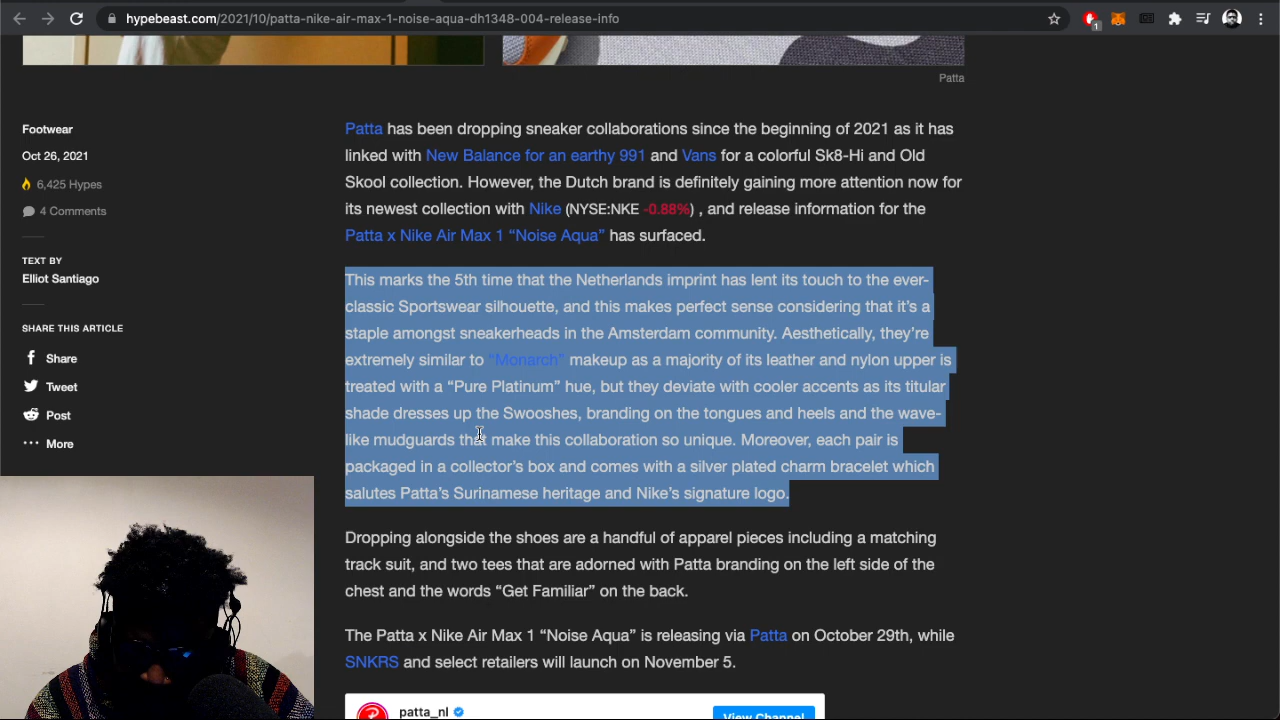 hypebeast.com/2021/10/patta-nike-air-max-1-noise-aqua-dh1348-004-release-info
1
Patta
Footwear
Oct 26, 2021
6,425 Hypes
4 Comments
TEXT BY
Elliot Santiago
SHARE THIS ARTICLE
Share
Tweet
Post
More
Patta has been dropping sneaker collaborations since the beginning of 2021 as it has
linked with New Balance for an earthy 991 and Vans for a colorful Sk8-Hi and Old
Skool collection. However, the Dutch brand is definitely gaining more attention now for
its newest collection with Nike (NYSE:NKE -0.88%) , and release information for the
Patta x Nike Air Max 1 “Noise Aqua” has surfaced.
This marks the 5th time that the Netherlands imprint has lent its touch to the ever-
classic Sportswear silhouette, and this makes perfect sense considering that it’s a
staple amongst sneakerheads in the Amsterdam community. Aesthetically, they’re
extremely similar to “Monarch” makeup as a majority of its leather and nylon upper is
treated with a “Pure Platinum” hue, but they deviate with cooler accents as its titular
shade dresses up the Swooshes, branding on the tongues and heels and the wave-
like mudguards that make this collaboration so unique. Moreover, each pair is
packaged in a collector’s box and comes with a silver plated charm bracelet which
salutes Patta’s Surinamese heritage and Nike’s signature logo.
Dropping alongside the shoes are a handful of apparel pieces including a matching
track suit, and two tees that are adorned with Patta branding on the left side of the
chest and the words “Get Familiar” on the back.
The Patta x Nike Air Max 1 “Noise Aqua” is releasing via Patta on October 29th, while
SNKRS and select retailers will launch on November 5.
patta_nl
View Channel